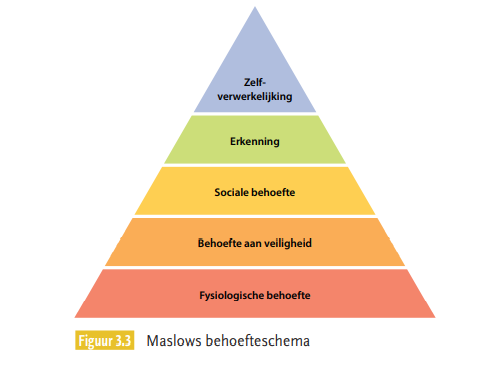 Zelf-
verwerkelijking
Erkenning
Sociale behoefte
Behoefte aan veiligheid
Fysiologische behoefte
Figuur 3.3 Maslows behoefteschema